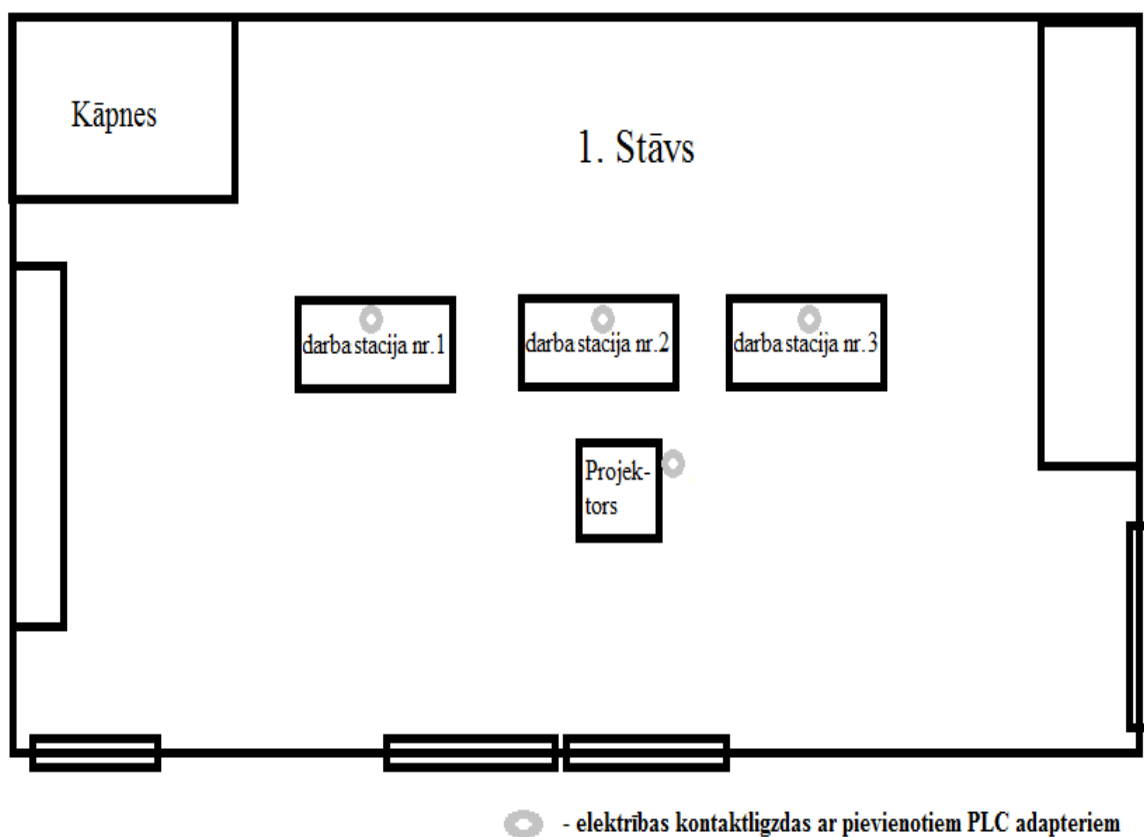 Kāpnes
1. Stāvs
darba stacija nr.1
darba stacija nr.2
darba stacija nr.3
Projek-
tors
- elektrības kontaktligzdas ar pievienotiem PLC adapteriem